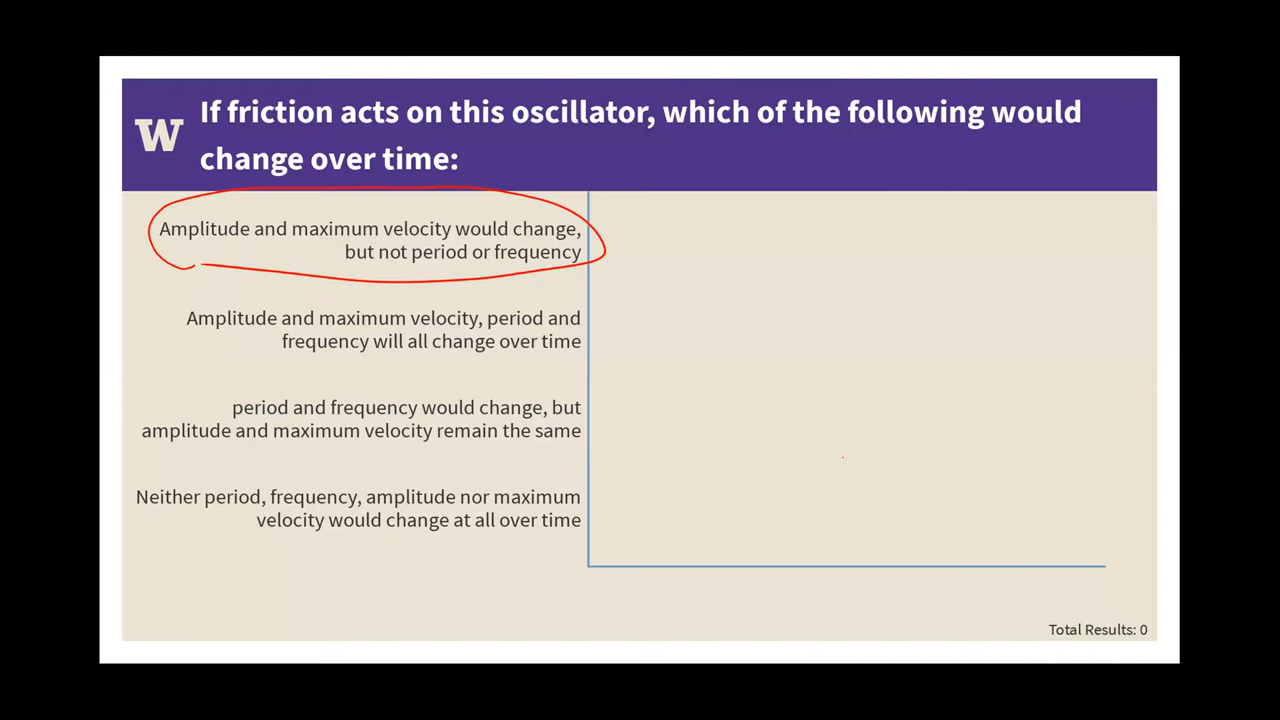 W
If friction acts on this oscillator, which of the following would
change over time:
Amplitude and maximum velocity would change,
but not period or frequency
Amplitude and maximum velocity, period and
frequency will all change over time
period and frequency would change, but
amplitude and maximum velocity remain the same
Neither period, frequency, amplitude nor maximum
velocity would change at all over time
Total Results: 0